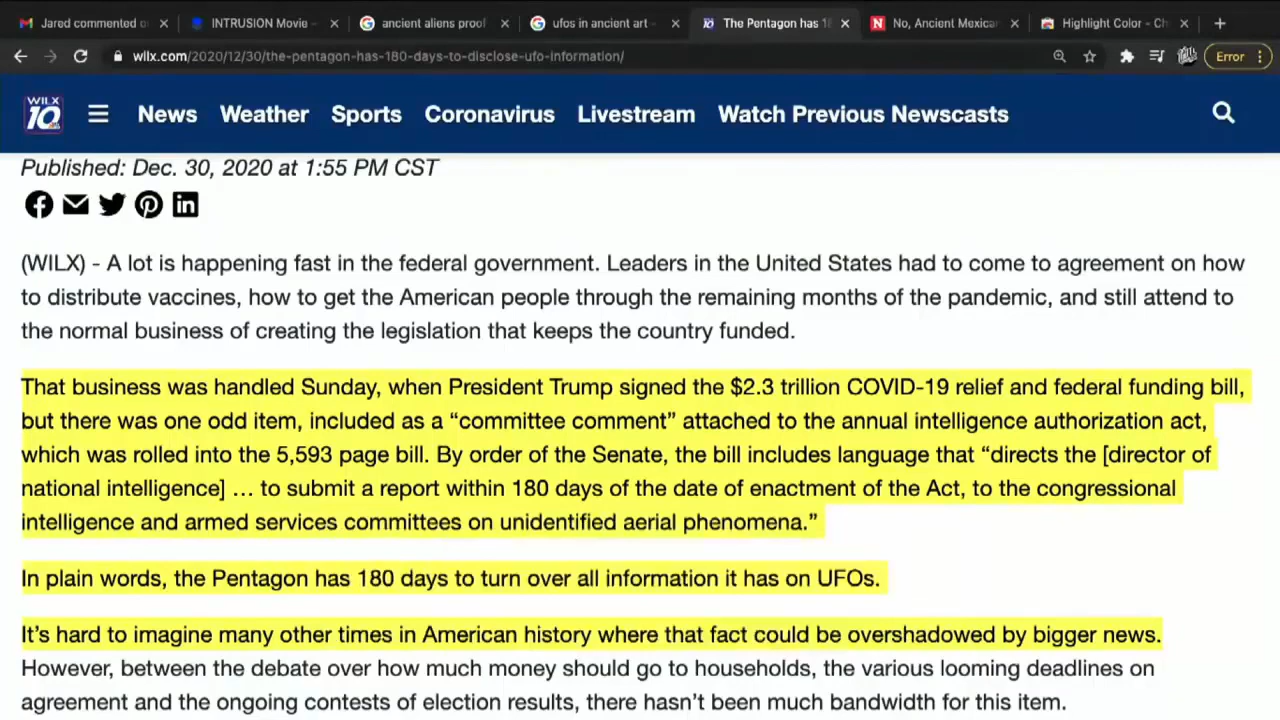 Jared commented o
INTRUSION Movie -
ancient aliens proof
ufos in ancient art -
The Pentagon has 18
No, Ancient Mexican
Highlight Color - Ch
wilx.com/2020/12/30/the-pentagon-has-180-days-to-disclose-ufo-information/
Error
WILX
10
News
Weather
Sports
Coronavirus
Livestream
Watch Previous Newscasts
Published: Dec. 30, 2020 at 1:55 PM CST
(WILX) - A lot is happening fast in the federal government. Leaders in the United States had to come to agreement on how
to distribute vaccines, how to get the American people through the remaining months of the pandemic, and still attend to
the normal business of creating the legislation that keeps the country funded.
That business was handled Sunday, when President Trump signed the $2.3 trillion COVID-19 relief and federal funding bill,
but there was one odd item, included as a “committee comment” attached to the annual intelligence authorization act,
which was rolled into the 5,593 page bill. By order of the Senate, the bill includes language that “directs the [director of
national intelligence] … to submit a report within 180 days of the date of enactment of the Act, to the congressional
intelligence and armed services committees on unidentified aerial phenomena.”
In plain words, the Pentagon has 180 days to turn over all information it has on UFOs.
It’s hard to imagine many other times in American history where that fact could be overshadowed by bigger news.
However, between the debate over how much money should go to households, the various looming deadlines on
agreement and the ongoing contests of election results, there hasn’t been much bandwidth for this item.